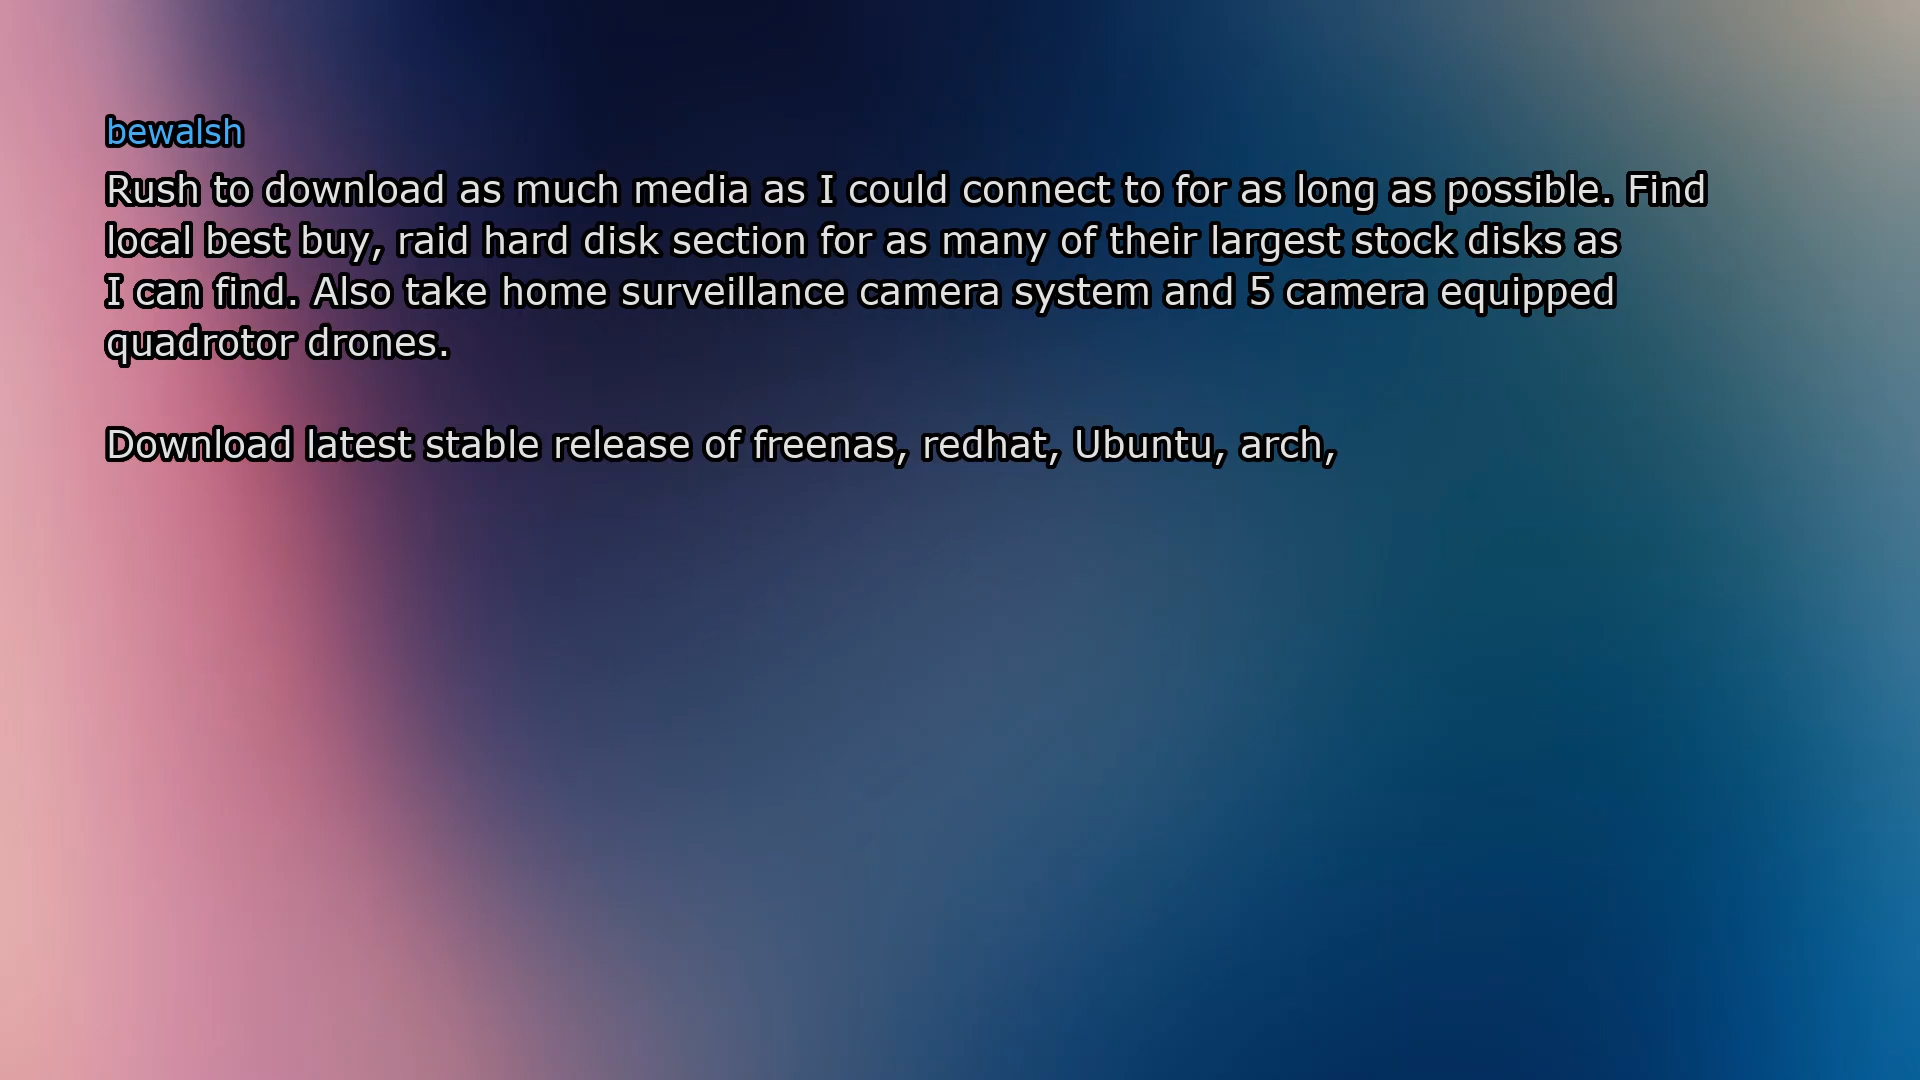 bewalsh
Rush to download as much media as I could connect to for as long as possible. Find
local best buy, raid hard disk section for as many of their largest stock disks as
I can find. Also take home surveillance camera system and 5 camera equipped
quadrotor drones.
Download latest stable release of freenas, redhat, Ubuntu, arch,